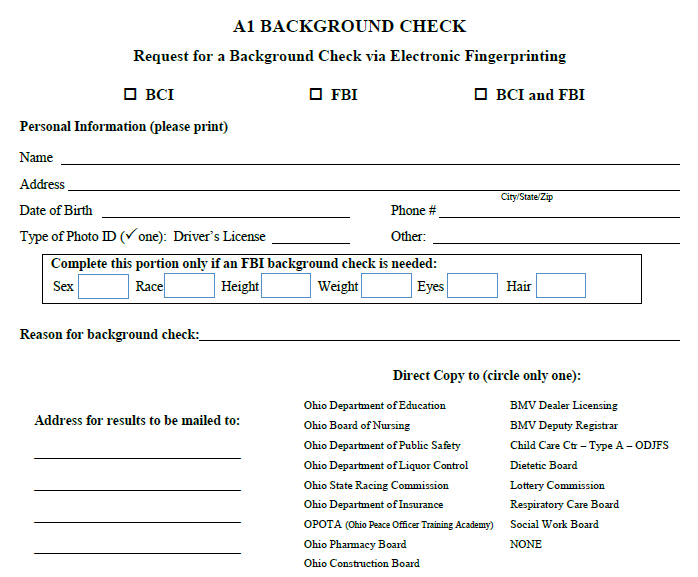 A1 BACKGROUND CHECK
Request for a Background Check via Electronic Fingerprinting
☐ BCI ☐ FBI ☐ BCI and FBI
Personal Information (please print)
Name
Address
City/State/Zip
Date of Birth Phone #
Type of Photo ID (✓one): Driver's License Other:
Complete this portion only if an FBI background check is needed:
Sex Race Height Weight Eyes Hair
Reason for background check:
Direct Copy to (circle only one):
Address for results to be mailed to:
Ohio Department of Education BMV Dealer Licensing
Ohio Board of Nursing BMV Deputy Registrar
Ohio Department of Public Safety Child Care Ctr – Type A – ODJFS
Ohio Department of Liquor Control Dietetic Board
Ohio State Racing Commission Lottery Commission
Ohio Department of Insurance Respiratory Care Board
OPOTA (Ohio Peace Officer Training Academy) Social Work Board
Ohio Pharmacy Board NONE
Ohio Construction Board